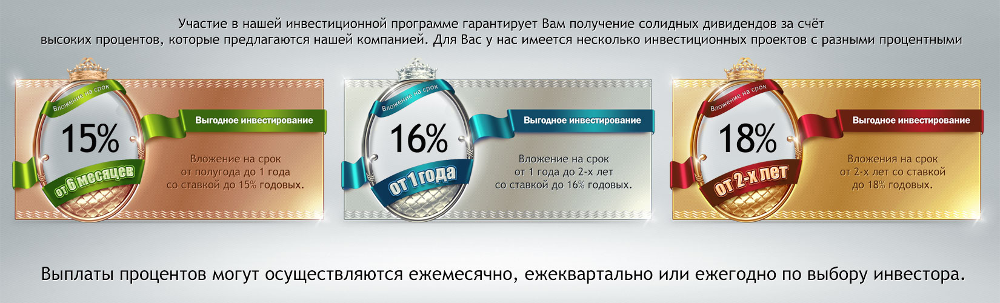 Участие в нашей инвестиционной программе гарантирует Вам получение солидных дивидендов за счёт
высоких процентов, которые предлагаются нашей компанией. Для Вас у нас имеется несколько инвестиционных проектов с разными процентными
Вложение на срок
15%
от 6 месяцев
Выгодное инвестирование
Вложение на срок
от полугода до 1 года
со ставкой до 15% годовых.
Вложение на срок
16%
от 1 года
Выгодное инвестирование
Вложение на срок
от 1 года до 2-х лет
со ставкой до 16% годовых.
Вложение на срок
18%
от 2-х лет
Выгодное инвестирование
Вложения на срок
от 2-х лет со ставкой
до 18% годовых.
Выплаты процентов могут осуществляются ежемесячно, ежеквартально или ежегодно по выбору инвестора.